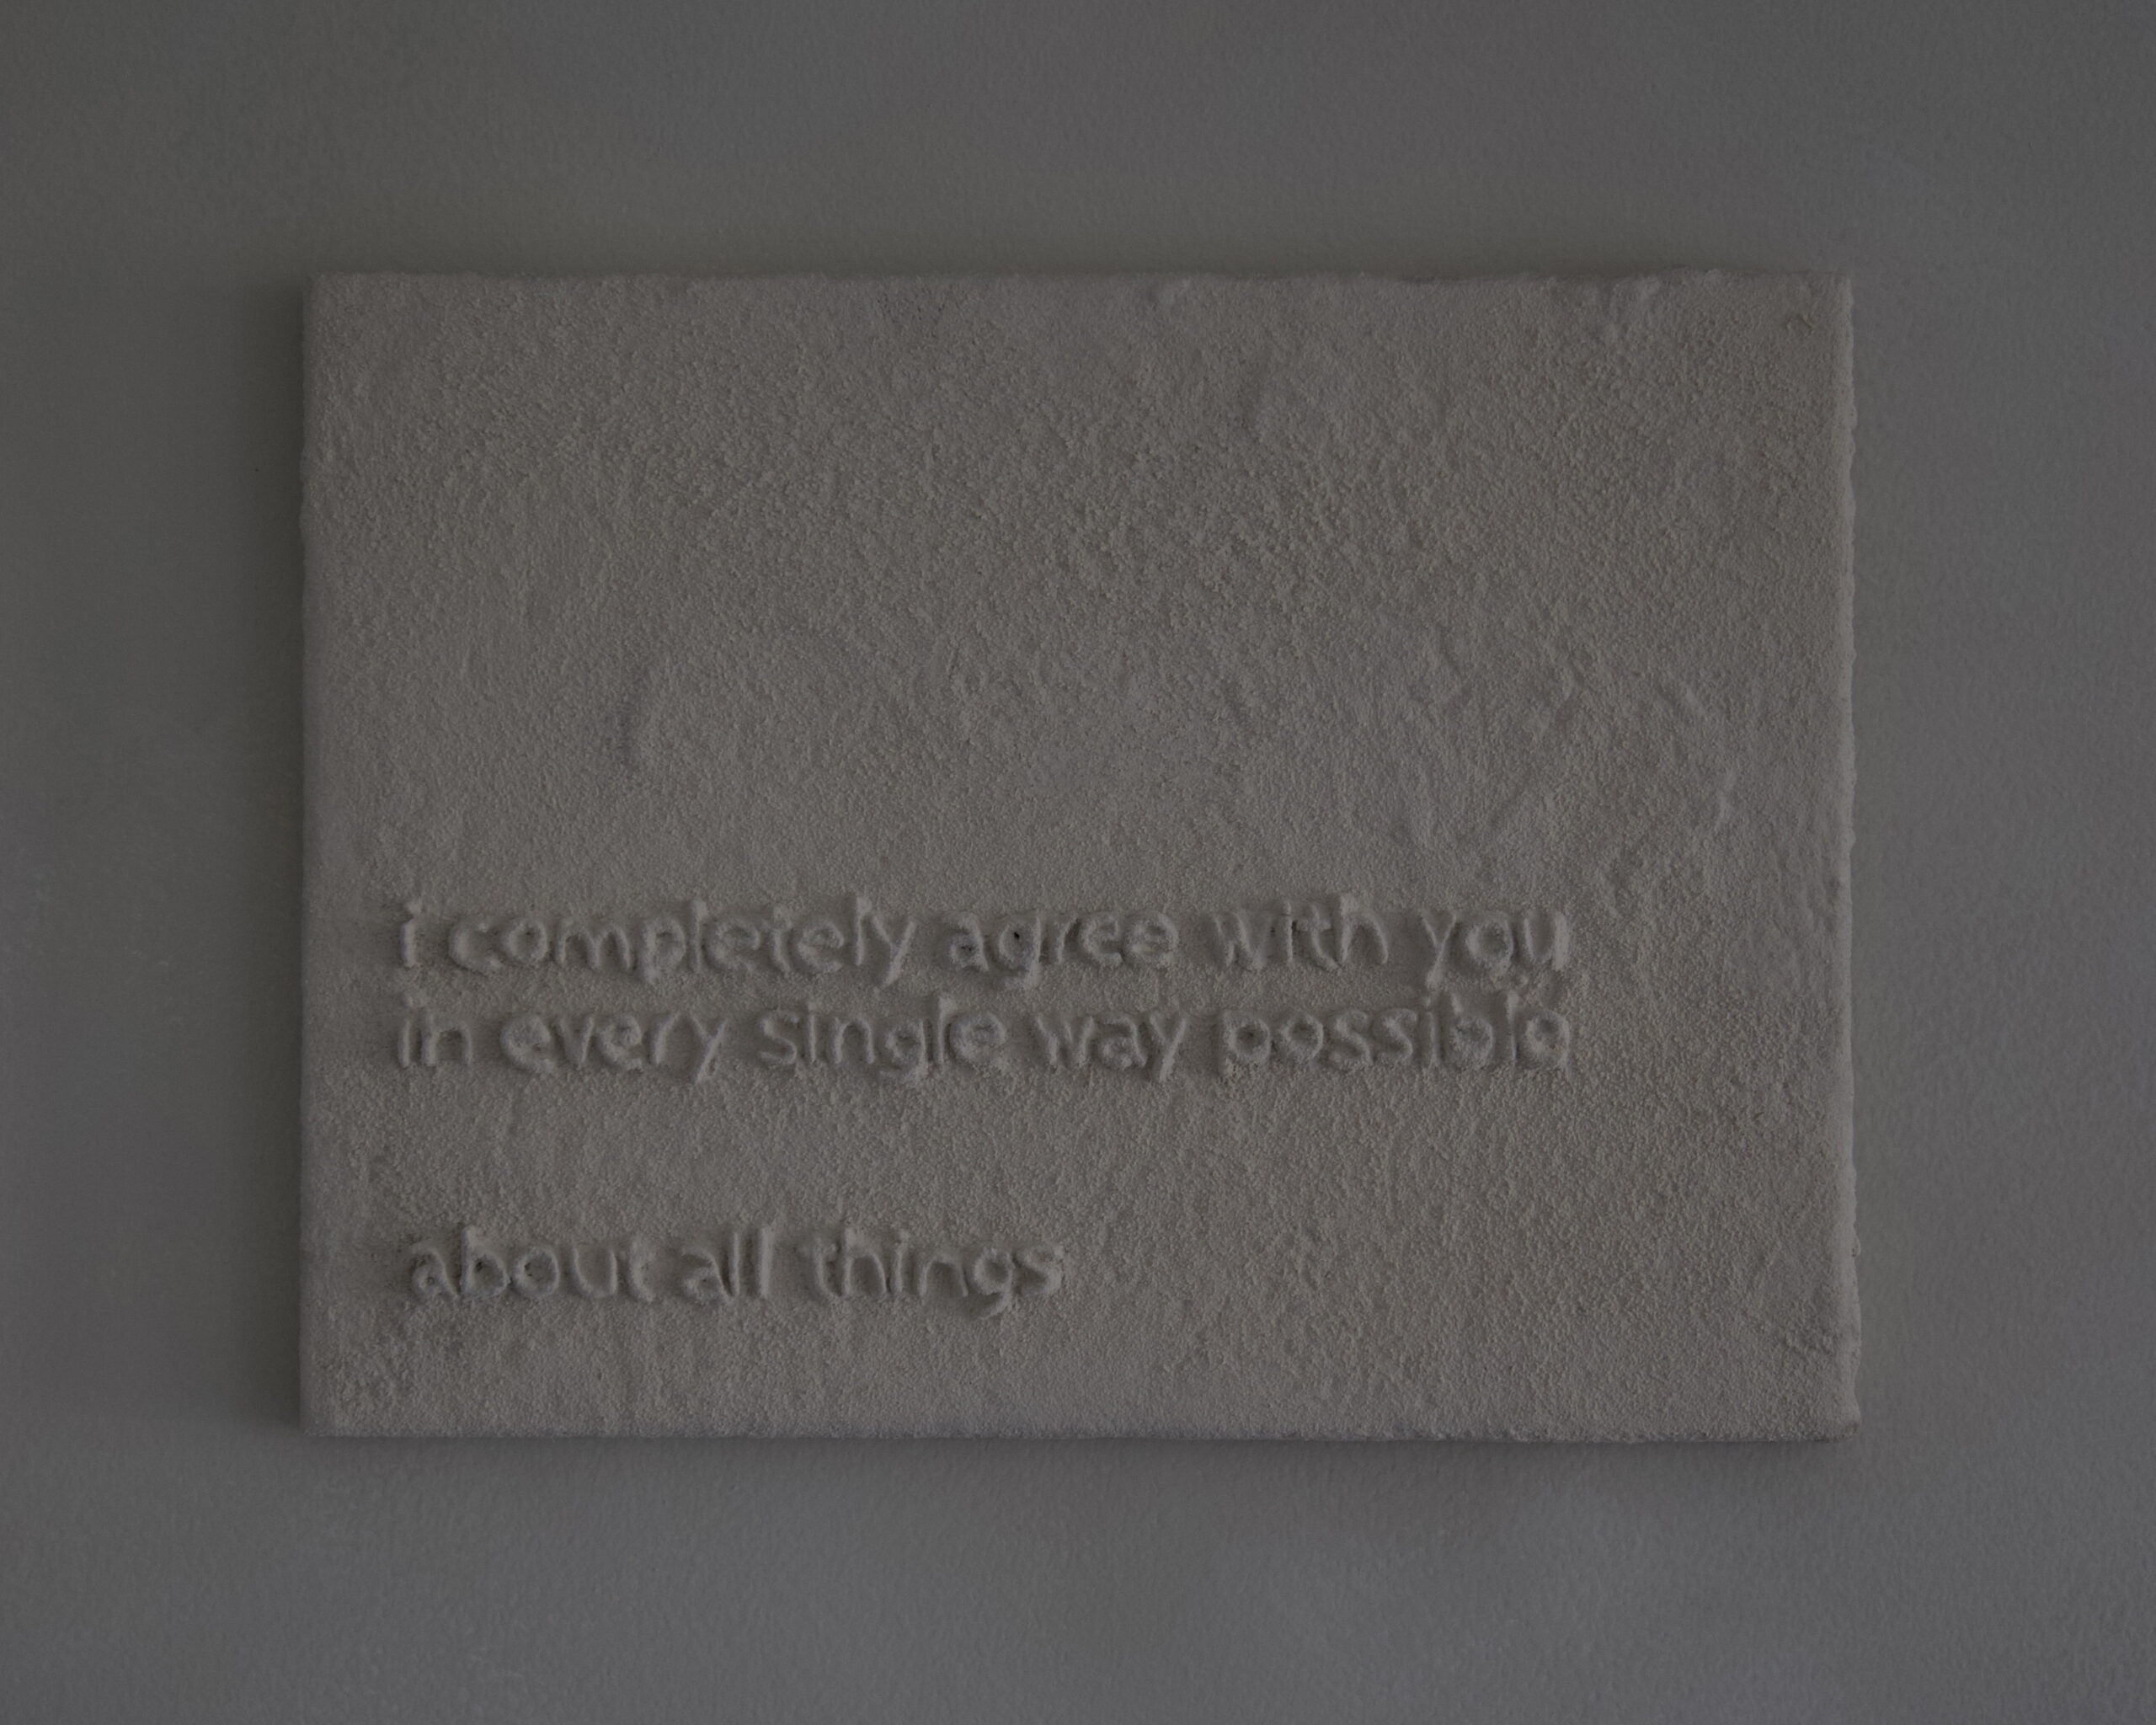 i completely agree with you
in every single way possible
about all things